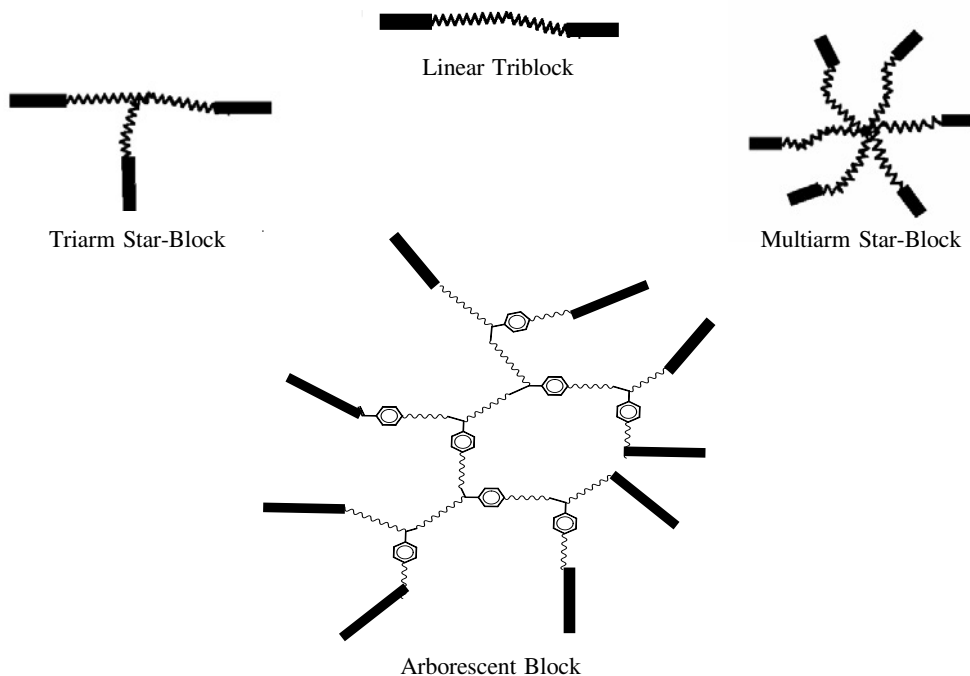 Linear Triblock
Triarm Star-Block
Multiarm Star-Block
Arborescent Block